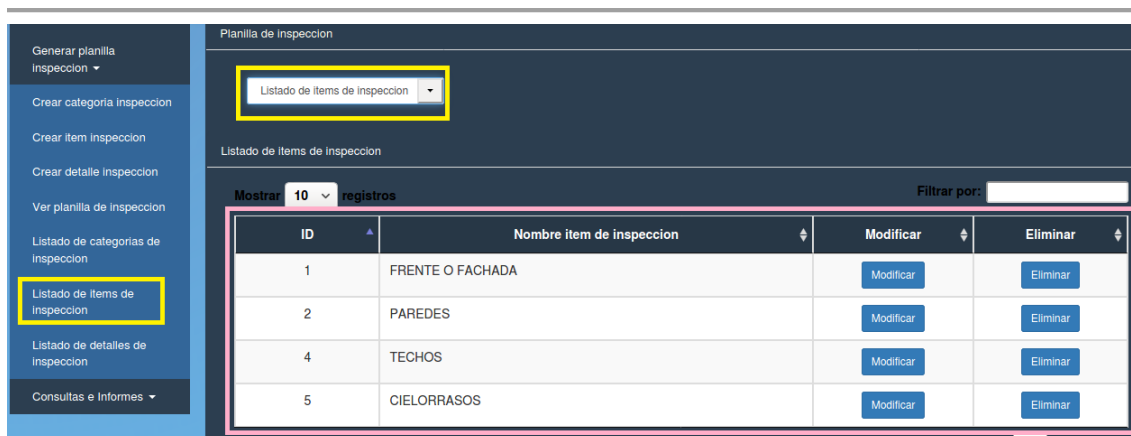 Generar planilla
inspeccion
Crear categoria inspeccion
Crear item inspeccion
Crear detalle inspeccion
Ver planilla de inspeccion
Listado de categorias de
inspeccion
Listado de items de
inspeccion
Listado de detalles de
inspeccion
Consultas e Informes
Planilla de inspeccion
Listado de items de inspeccion
Listado de items de inspeccion
Mostrar 10 registros Filtrar por:
ID Nombre item de inspeccion Modificar Eliminar
1 FRENTE O FACHADA Modificar Eliminar
2 PAREDES Modificar Eliminar
4 TECHOS Modificar Eliminar
5 CIELORRASOS Modificar Eliminar